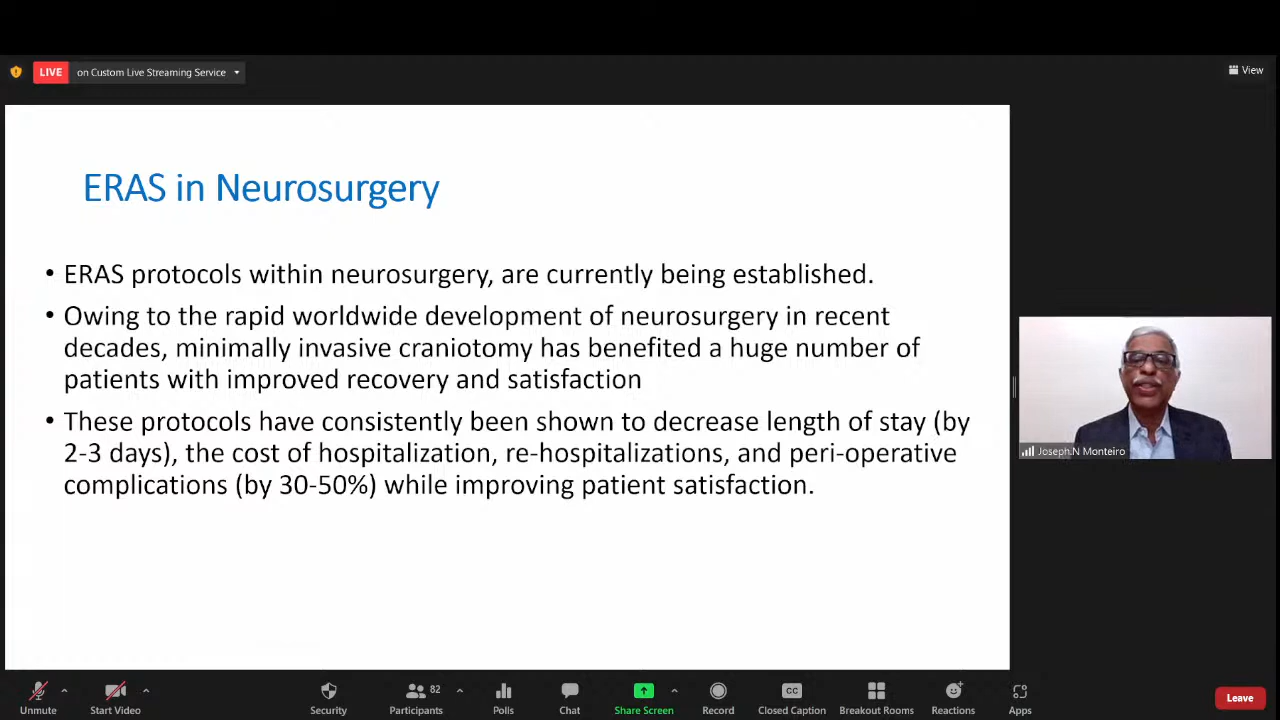 LIVE on Custom Live Streaming Service
View
ERAS in Neurosurgery
• ERAS protocols within neurosurgery, are currently being established.
• Owing to the rapid worldwide development of neurosurgery in recent
decades, minimally invasive craniotomy has benefited a huge number of
patients with improved recovery and satisfaction
• These protocols have consistently been shown to decrease length of stay (by
2-3 days), the cost of hospitalization, re-hospitalizations, and peri-operative
complications (by 30-50%) while improving patient satisfaction.
Joseph.N Monteiro
82
CC
Unmute Start Video Security Participants Polls Chat Share Screen Record Closed Caption Breakout Rooms Reactions Apps Leave